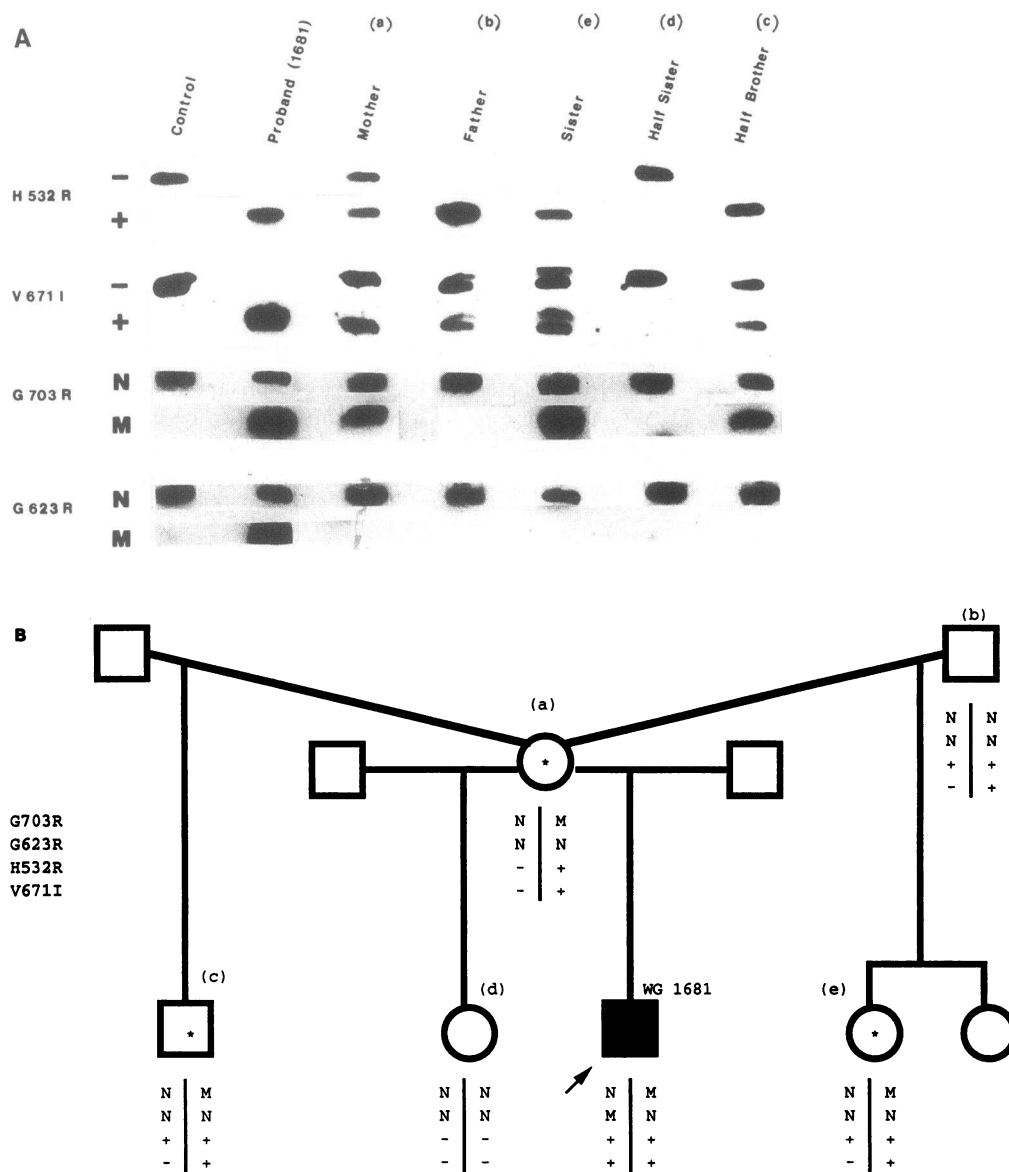 A
Control
Proband (1681)
(a)
Mother
(b)
Father
(e)
Sister
(d)
Half Sister
(c)
Half Brother
H 532 R
−
+
V 671 I
−
+
G 703 R
N
M
G 623 R
N
M
B
(b)
N N
N N
+ +
- +
(a)
*
G703R
G623R
H532R
V671I
N M
N N
- +
- +
(c)
(d)
WG 1681
(e)
*
*
N M
N N
+ +
- +
N N
N N
- -
- -
N M
M N
+ +
+ +
N M
N N
+ +
- +